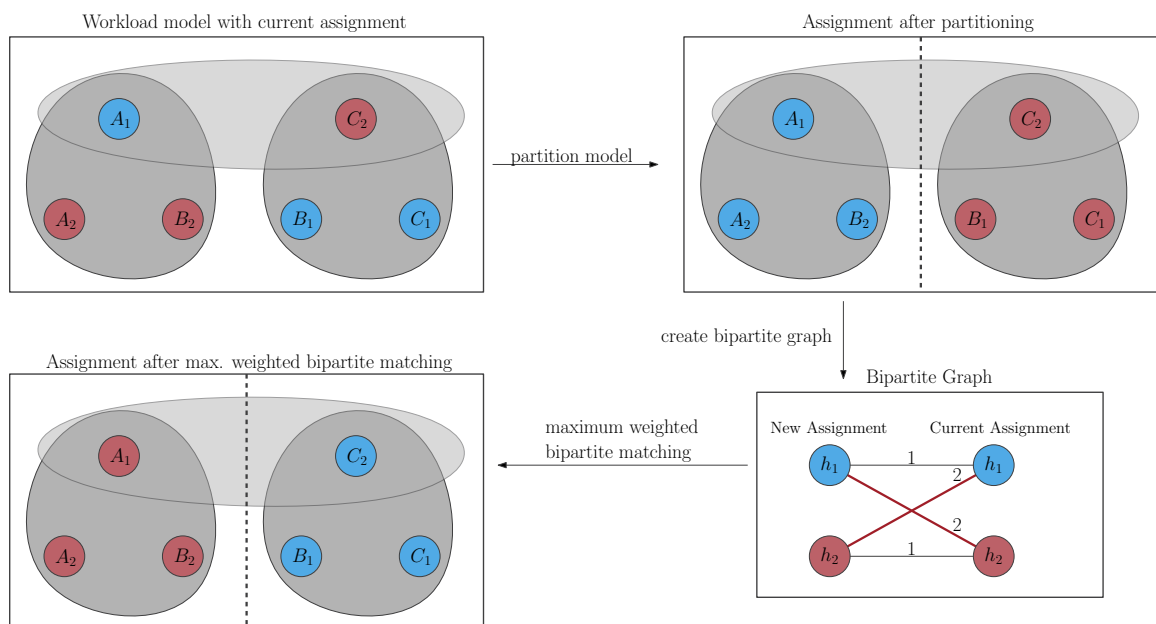 Workload model with current assignment
A₁
C₂
A₂
B₂
B₁
C₁
partition model
Assignment after partitioning
A₁
C₂
A₂
B₂
B₁
C₁
create bipartite graph
Bipartite Graph
New Assignment
Current Assignment
h₁
1
h₁
2
2
h₂
1
h₂
maximum weighted
bipartite matching
Assignment after max. weighted bipartite matching
A₁
C₂
A₂
B₂
B₁
C₁